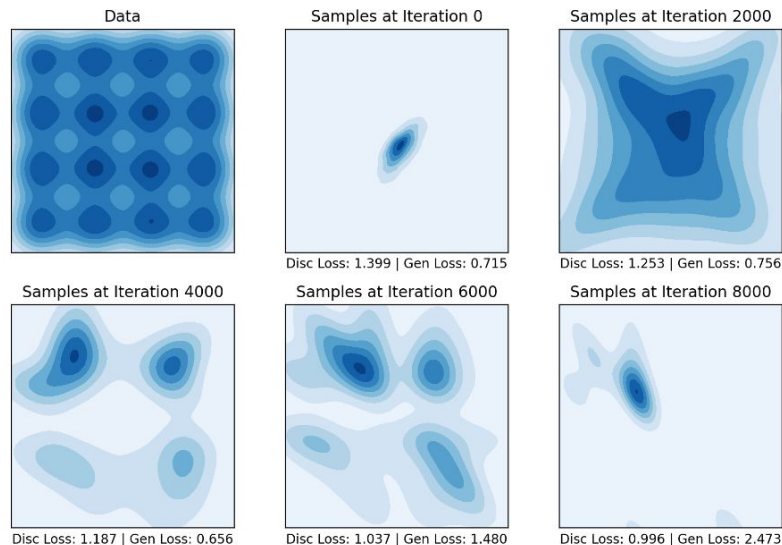 Data
Samples at Iteration 0
Samples at Iteration 2000
Disc Loss: 1.399 | Gen Loss: 0.715
Disc Loss: 1.253 | Gen Loss: 0.756
Samples at Iteration 4000
Samples at Iteration 6000
Samples at Iteration 8000
Disc Loss: 1.187 | Gen Loss: 0.656
Disc Loss: 1.037 | Gen Loss: 1.480
Disc Loss: 0.996 | Gen Loss: 2.473